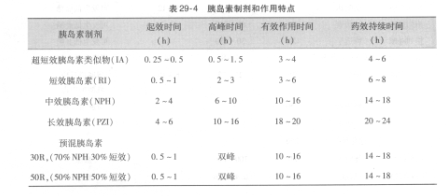 表 29-4 胰岛素制剂和作用特点
胰岛素制剂 起效时间(h) 高峰时间(h) 有效作用时间(h) 药效持续时间(h)
超短效胰岛素类似物(IA) 0.25-0.5 0.5-1.5 3-4 4-6
短效胰岛素(RI) 0.5-1 2-3 3-6 6-8
中效胰岛素(NPH) 2-4 6-10 10-16 14-18
长效胰岛素(PZI) 4-6 10-16 18-20 20-24
预混胰岛素
30R,(70% NPH 30% 短效) 0.5-1 双峰 10-16 14-18
50R,(50% NPH 50% 短效) 0.5-1 双峰 10-16 14-18